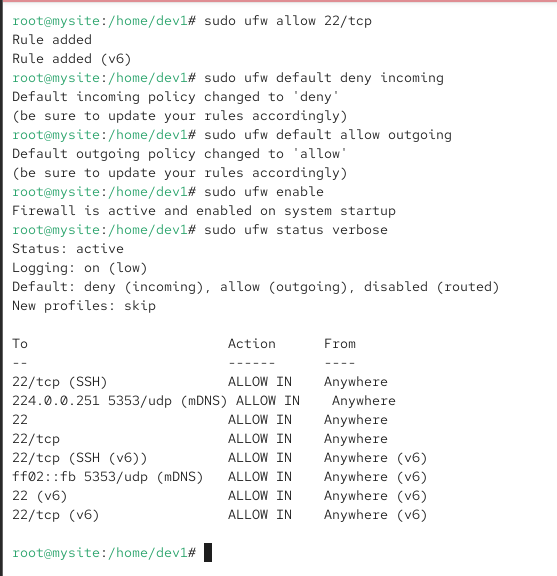 root@mysite:/home/dev1# sudo ufw allow 22/tcp
Rule added
Rule added (v6)
root@mysite:/home/dev1# sudo ufw default deny incoming
Default incoming policy changed to 'deny'
(be sure to update your rules accordingly)
root@mysite:/home/dev1# sudo ufw default allow outgoing
Default outgoing policy changed to 'allow'
(be sure to update your rules accordingly)
root@mysite:/home/dev1# sudo ufw enable
Firewall is active and enabled on system startup
root@mysite:/home/dev1# sudo ufw status verbose
Status: active
Logging: on (low)
Default: deny (incoming), allow (outgoing), disabled (routed)
New profiles: skip

To                         Action      From
--                         ------      ----
22/tcp (SSH)               ALLOW IN    Anywhere
224.0.0.251 5353/udp (mDNS) ALLOW IN    Anywhere
22                         ALLOW IN    Anywhere
22/tcp                     ALLOW IN    Anywhere
22/tcp (SSH (v6))          ALLOW IN    Anywhere (v6)
ff02::fb 5353/udp (mDNS)   ALLOW IN    Anywhere (v6)
22 (v6)                    ALLOW IN    Anywhere (v6)
22/tcp (v6)                ALLOW IN    Anywhere (v6)

root@mysite:/home/dev1#